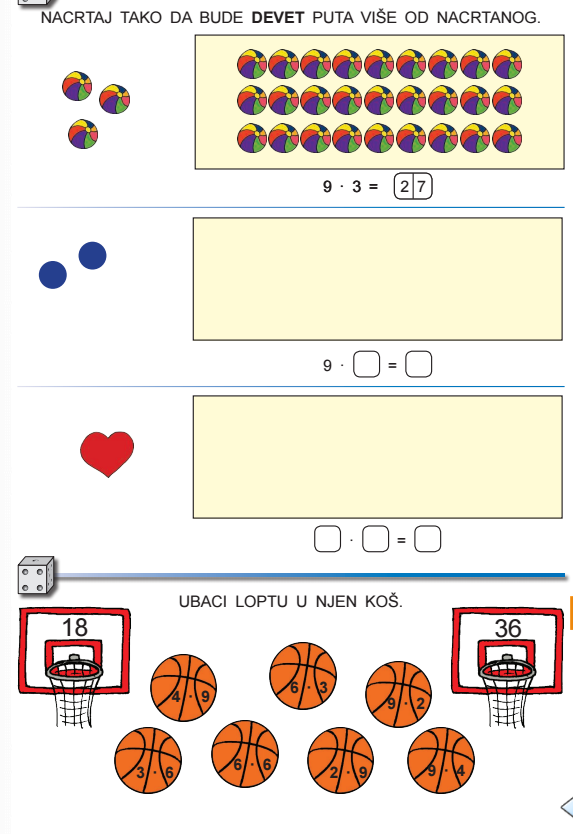 NACRTAJ TAKO DA BUDE DEVET PUTA VIŠE OD NACRTANOG.
9 · 3 = 27
9 · =
· =
UBACI LOPTU U NJEN KOŠ.
18 36
4 · 9 6 · 3 9 · 2
3 · 6 6 · 6 2 · 9 9 · 4